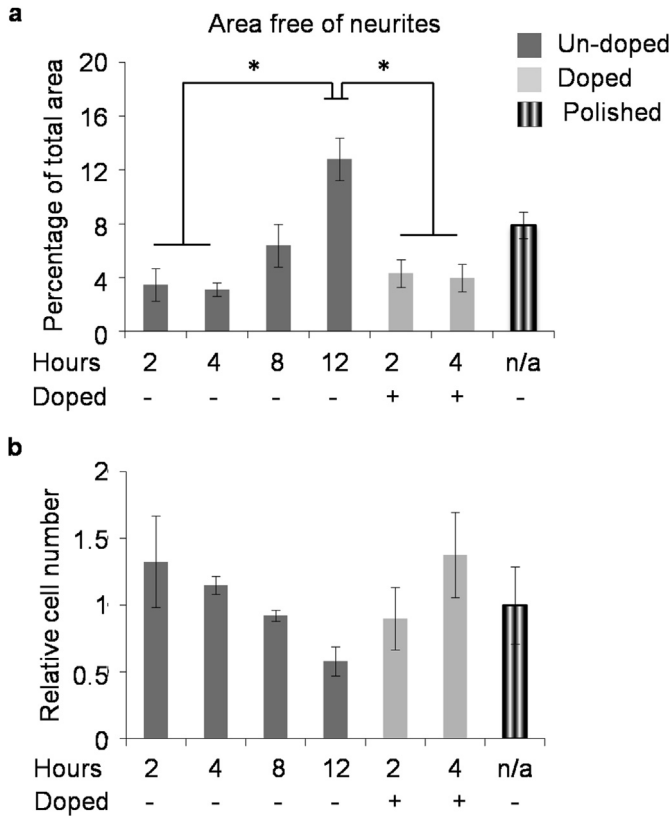 a
Area free of neurites
Un-doped
Doped
Polished
Percentage of total area
20
16
12
8
4
0
* *
Hours 2 4 8 12 2 4 n/a
Doped - - - - + + -
b
Relative cell number
2
1.5
1
0.5
0
Hours 2 4 8 12 2 4 n/a
Doped - - - - + + -